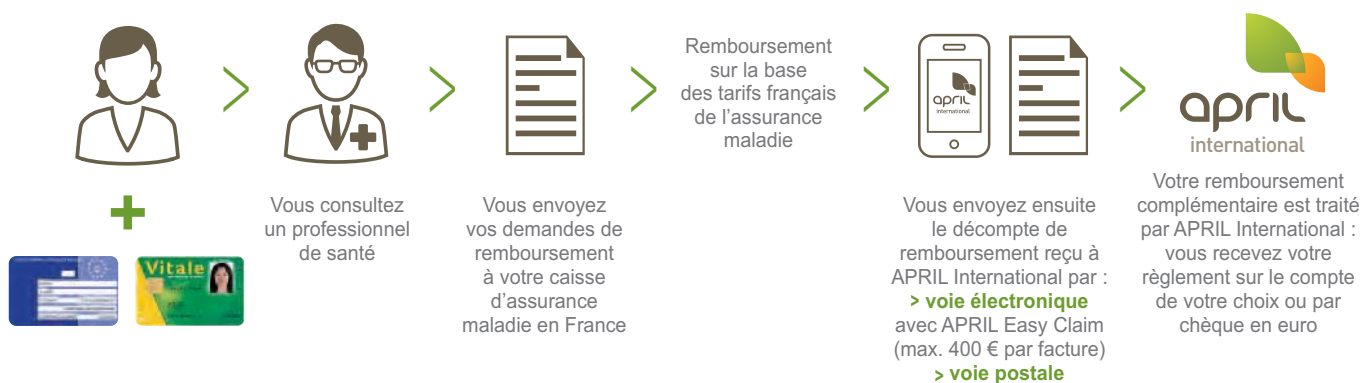 Vitale
Vous consultez
un professionnel
de santé
Vous envoyez
vos demandes de
remboursement
à votre caisse
d’assurance
maladie en France
Remboursement
sur la base
des tarifs français
de l’assurance
maladie
april
international
Vous envoyez ensuite
le décompte de
remboursement reçu à
APRIL International par :
> voie électronique
avec APRIL Easy Claim
(max. 400 € par facture)
> voie postale
april
international
Votre remboursement
complémentaire est traité
par APRIL International :
vous recevez votre
règlement sur le compte
de votre choix ou par
chèque en euro